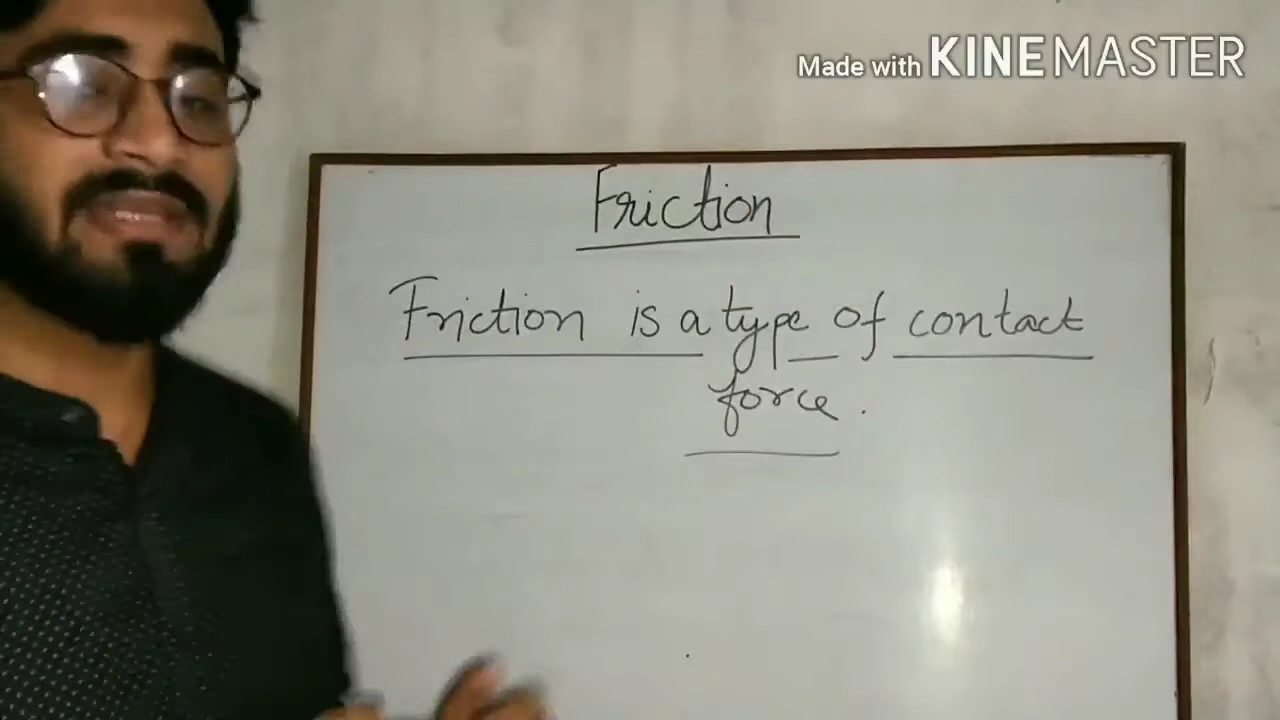 Made with KINEMASTER
Friction
Friction is a type of contact
force.